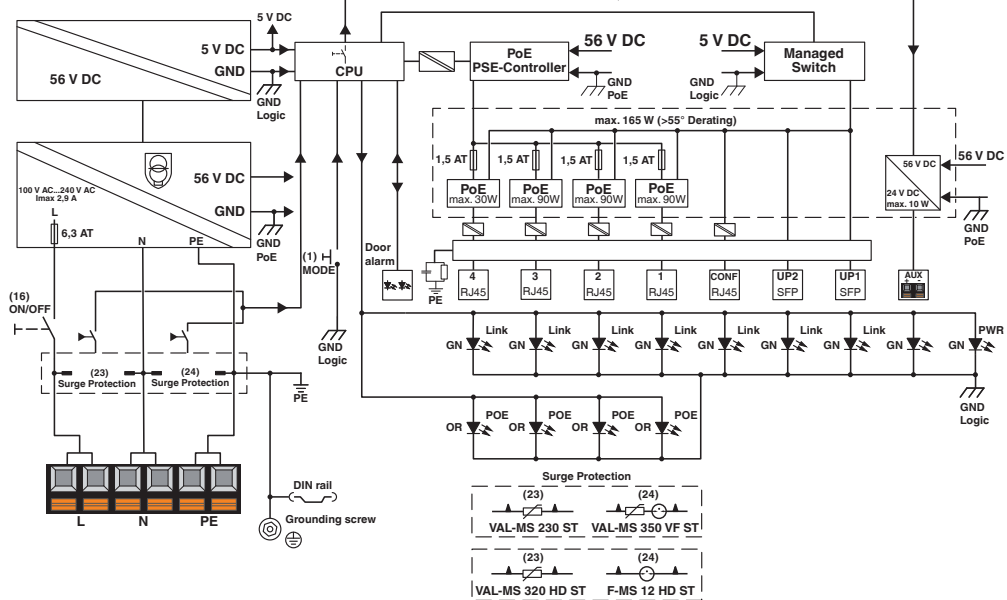 5 V DC
56 V DC
5 V DC
GND
GND
Logic
CPU
PoE
PSE-Controller
56 V DC
GND
PoE
5 V DC
GND
Logic
Managed
Switch
max. 165 W (>55° Derating)
1,5 AT
1,5 AT
1,5 AT
1,5 AT
PoE
max. 30W
PoE
max. 90W
PoE
max. 90W
PoE
max. 90W
56 V DC
24 V DC
max. 10 W
56 V DC
GND
PoE
100 V AC...240 V AC
Imax 2,9 A
L
6,3 AT
N
PE
56 V DC
GND
GND
PoE
(1)
MODE
Door
alarm
PE
4
RJ45
3
RJ45
2
RJ45
1
RJ45
CONF
RJ45
UP2
SFP
UP1
SFP
AUX
+ -
(16)
ON/OFF
GND
Logic
GN
Link
GN
Link
GN
Link
GN
Link
GN
Link
GN
Link
GN
Link
GN
GN
PWR
GND
Logic
(23)
Surge Protection
(24)
Surge Protection
PE
OR
POE
OR
POE
OR
POE
OR
POE
L
N
PE
DIN rail
Grounding screw
Surge Protection
(23)
VAL-MS 230 ST
(24)
VAL-MS 350 VF ST
(23)
VAL-MS 320 HD ST
(24)
F-MS 12 HD ST